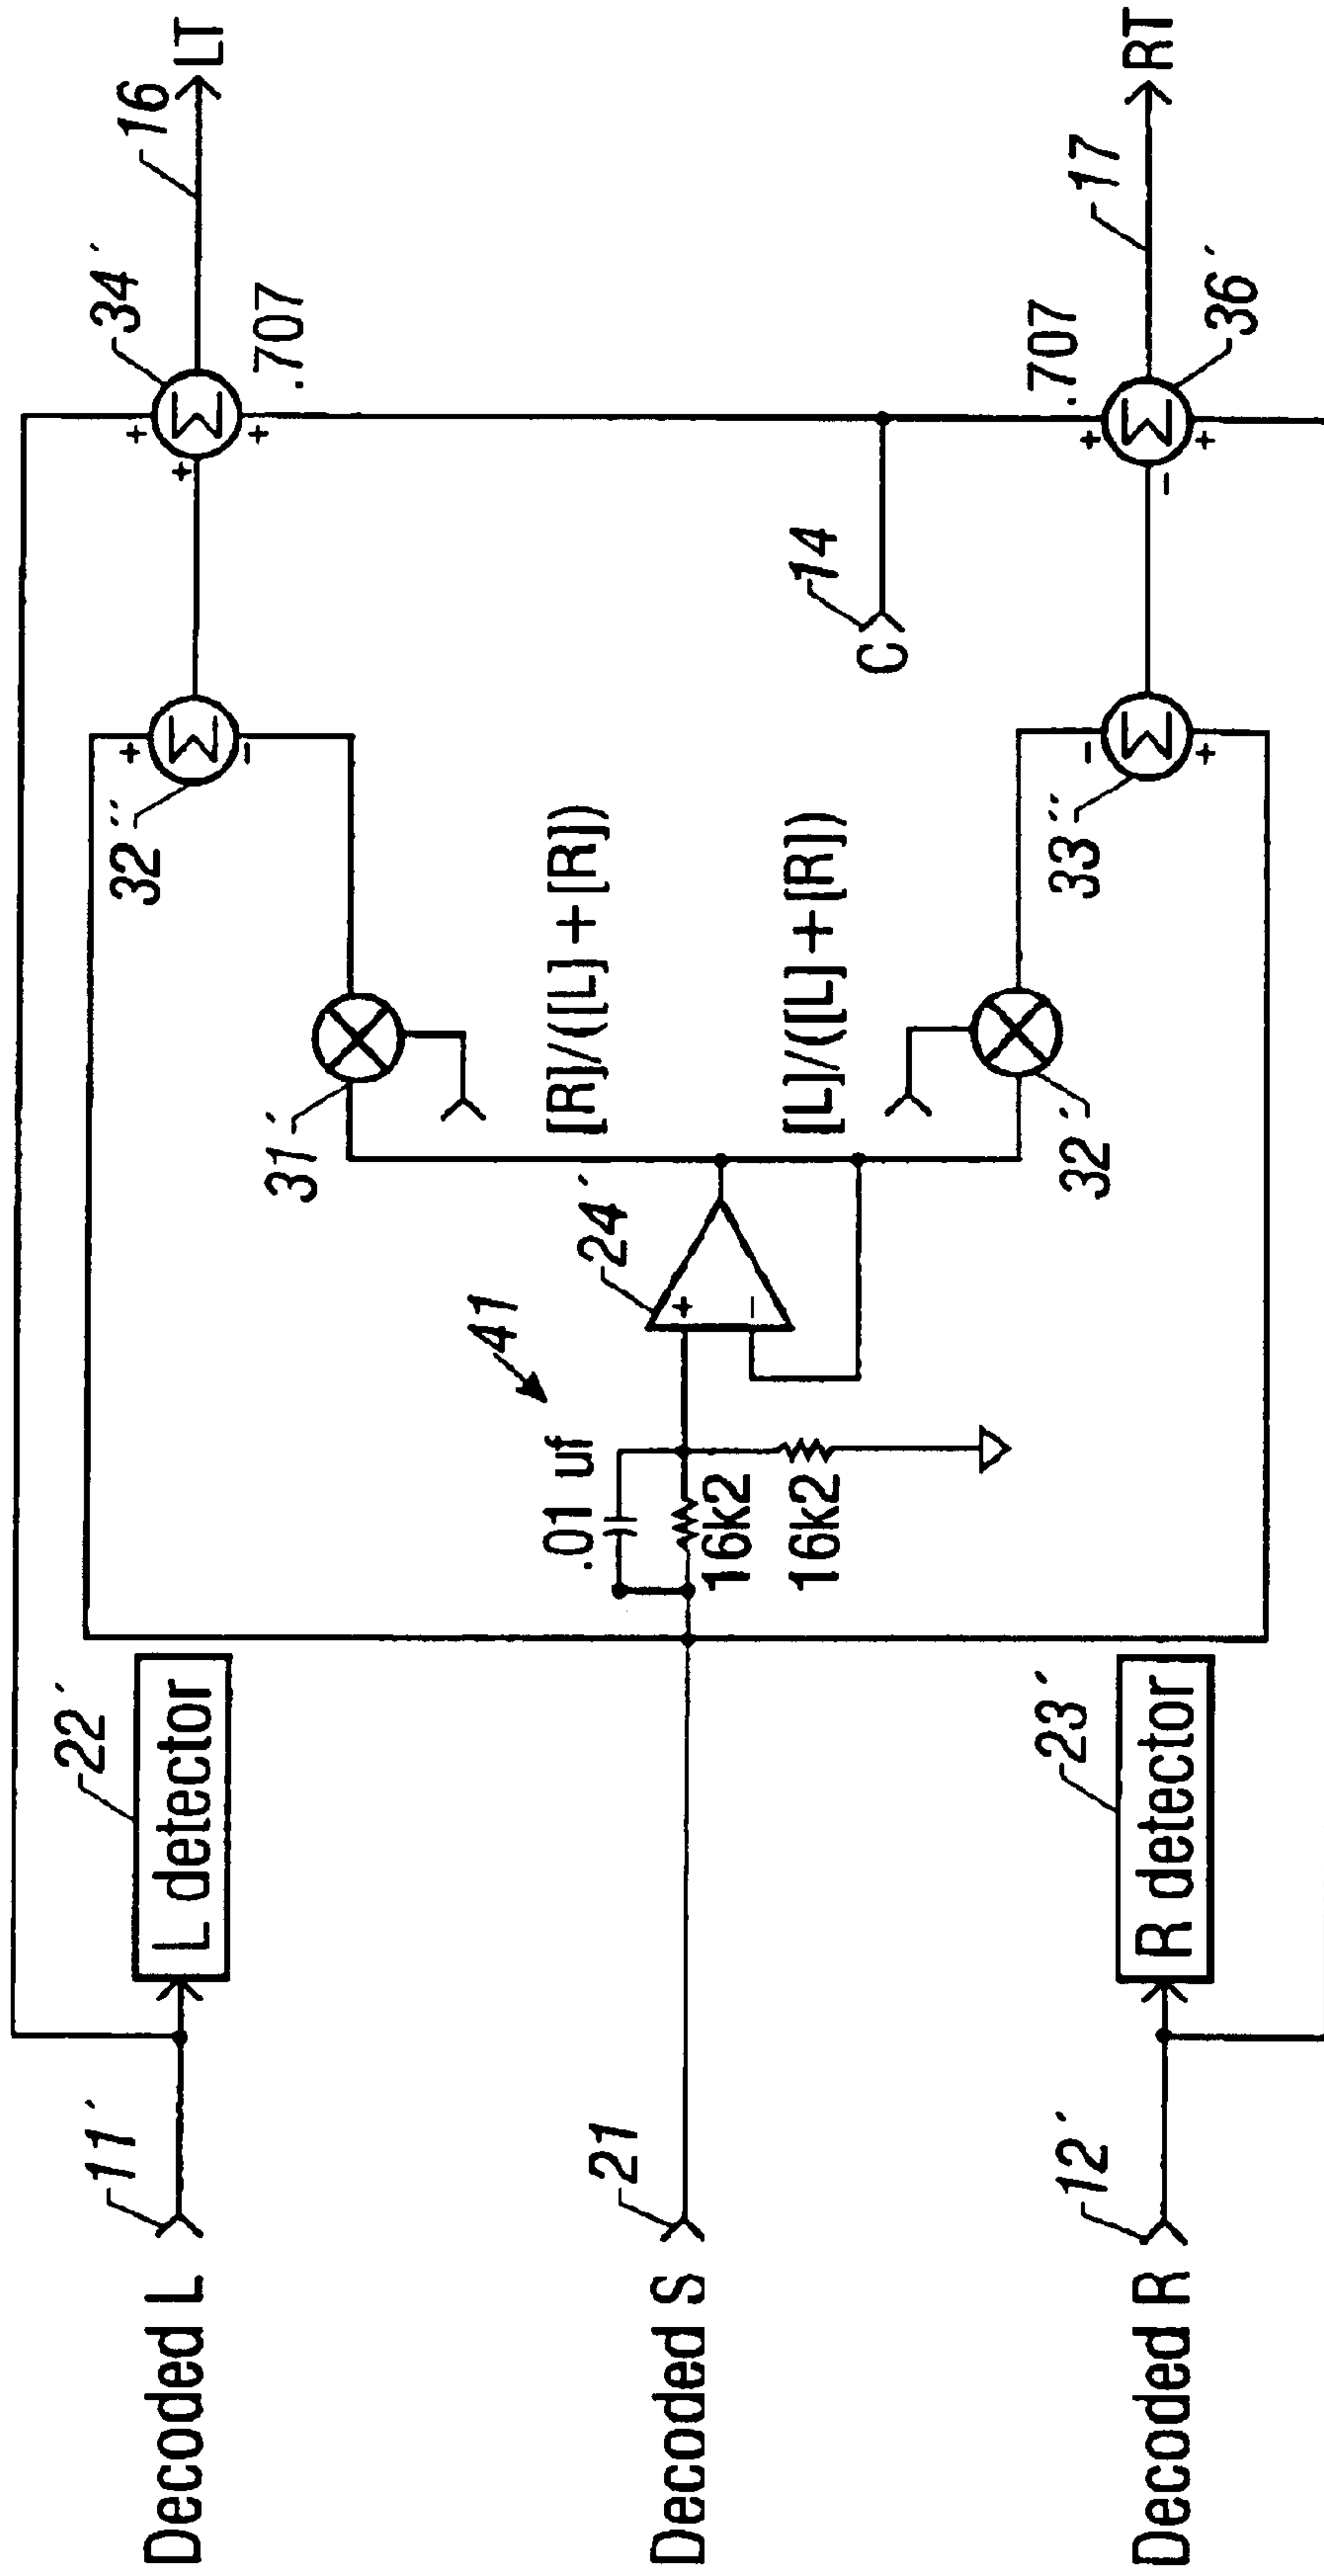 Decoded L
11´
22´
L detector
32´´
34´
.707
16
LT
31´
[R]/([L]+[R])
Decoded S
21
.01 uf
41
16k2
16k2
24´
+
−
[L]/([L]+[R])
C
14
32´
33´´
Decoded R
12´
23´
R detector
.707
36´
17
RT
Σ
+
−
Σ
+
+
+
Σ
−
+
Σ
+
−
+